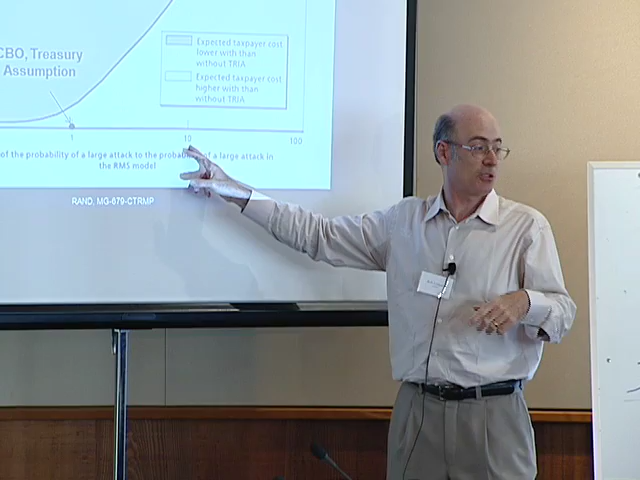 CBO, Treasury
Assumption
Expected taxpayer cost
lower with than
without TRIA
Expected taxpayer cost
higher with than
without TRIA
1
10
100
of the probability of a large attack to the of a large attack in
the RMS model
RAND, MG-679-CTRMP